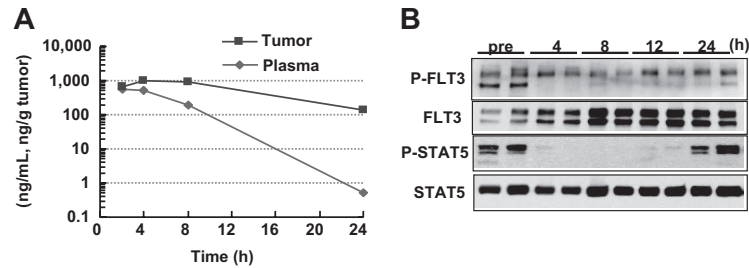 A
(ng/mL, ng/g tumor)
10,000
1,000
100
10
1
0.1
0 4 8 12 16 20 24
Time (h)
Tumor
Plasma
B
pre 4 8 12 24 (h)
P-FLT3
FLT3
P-STAT5
STAT5